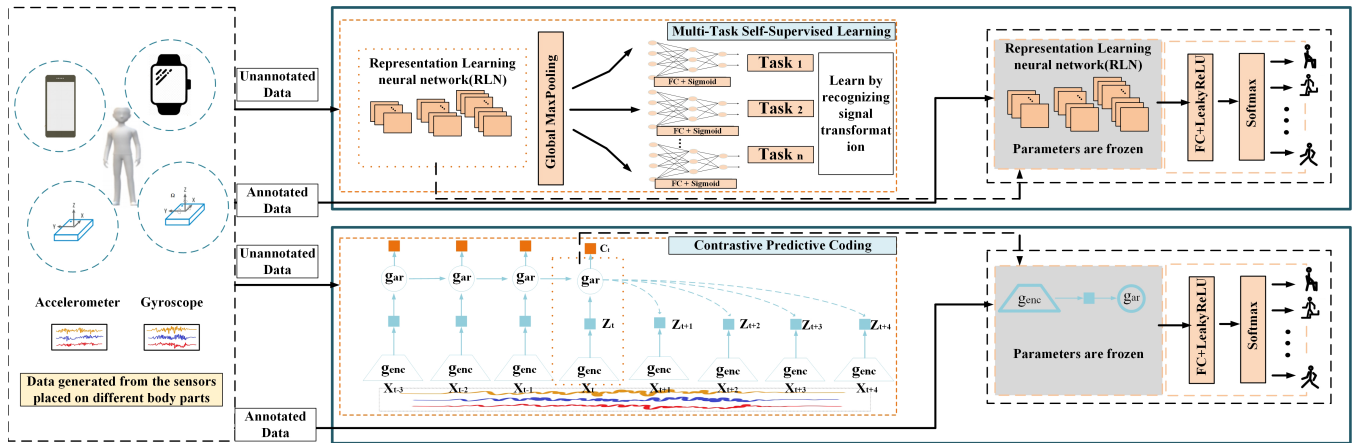 Accelerometer
Gyroscope
Data generated from the sensors
placed on different body parts
Z
Y
X
Ω
Z
Y
X
Unannotated
Data
Annotated
Data
Unannotated
Data
Annotated
Data
Multi-Task Self-Supervised Learning
Representation Learning
neural network(RLN)
Global MaxPooling
FC + Sigmoid
Task 1
FC + Sigmoid
Task 2
FC + Sigmoid
Task n
Learn by
recognizing
signal
transformat
ion
Representation Learning
neural network(RLN)
Parameters are frozen
FC+LeakyReLU
Softmax
Contrastive Predictive Coding
Ct
gar
gar
gar
gar
Zt
Zt+1
Zt+2
Zt+3
Zt+4
genc
genc
genc
genc
genc
genc
genc
genc
Xt-3
Xt-2
Xt-1
Xt
Xt+1
Xt+2
Xt+3
Xt+4
genc
gar
Parameters are frozen
FC+LeakyReLU
Softmax